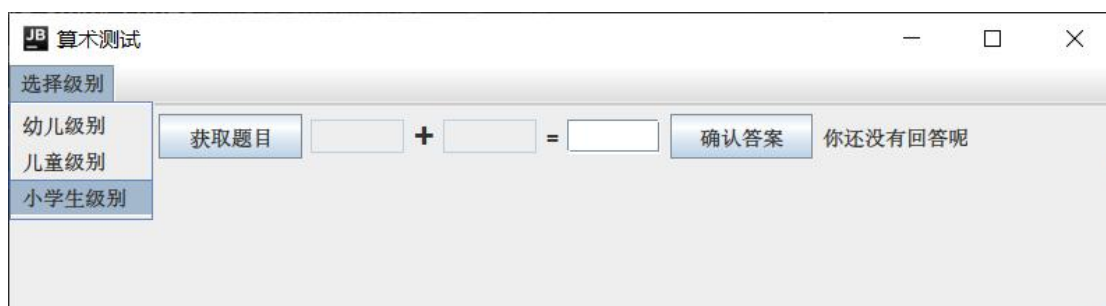 JB 算术测试
选择级别
幼儿级别
获取题目 + = 确认答案 你还没有回答呢
儿童级别
小学生级别